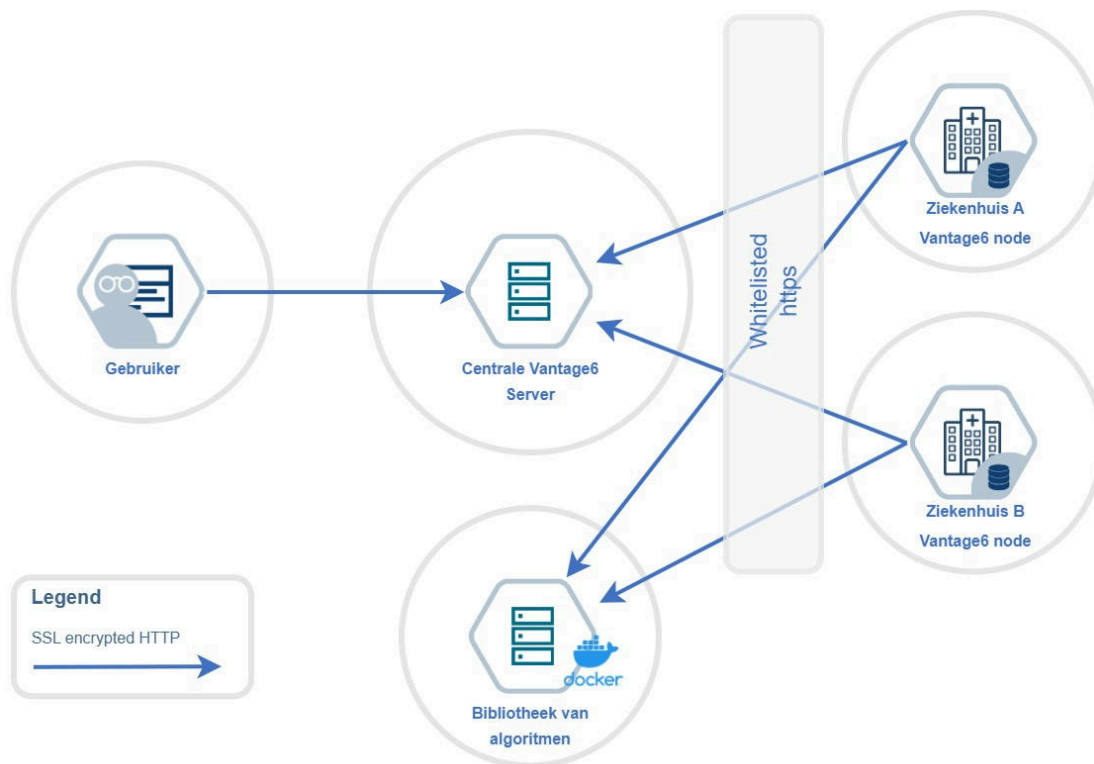 Ziekenhuis A
Vantage6 node
Whitelisted
https
Gebruiker
Centrale Vantage6
Server
Ziekenhuis B
Vantage6 node
Legend
SSL encrypted HTTP
docker
Bibliotheek van
algoritmen